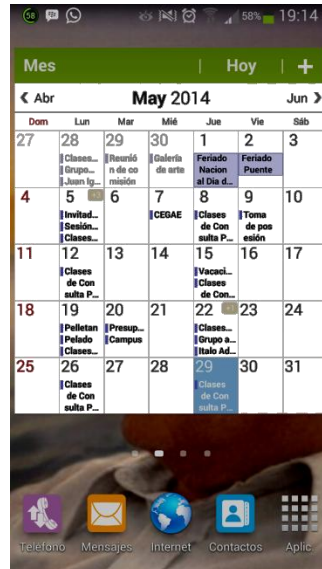 58 58% 19:14
Mes Hoy +
Abr May 2014 Jun
Dom Lun Mar Mié Jue Vie Sáb
27 28 29 30 1 2 3
Clases... Reunió Galería Feriado Feriado
Grupo... n de co de arte Nacion Puente
Juan Ig... misión al Dia d...
4 5 6 7 8 9 10
Invitad... CEGAE Clases Toma
Sesión... de Con de pos
Clases... sulta P... esión
11 12 13 14 15 16 17
Clases Vacaci...
de Con Clases
sulta P... de Con...
18 19 20 21 22 23 24
Pelletan Presup... Clases...
Pelado Campus Grupo a...
Clases... Italo Ad...
25 26 27 28 29 30 31
Clases Clases
de Con de Con
sulta P... sulta P...
Teléfono Mensajes Internet Contactos Aplic.